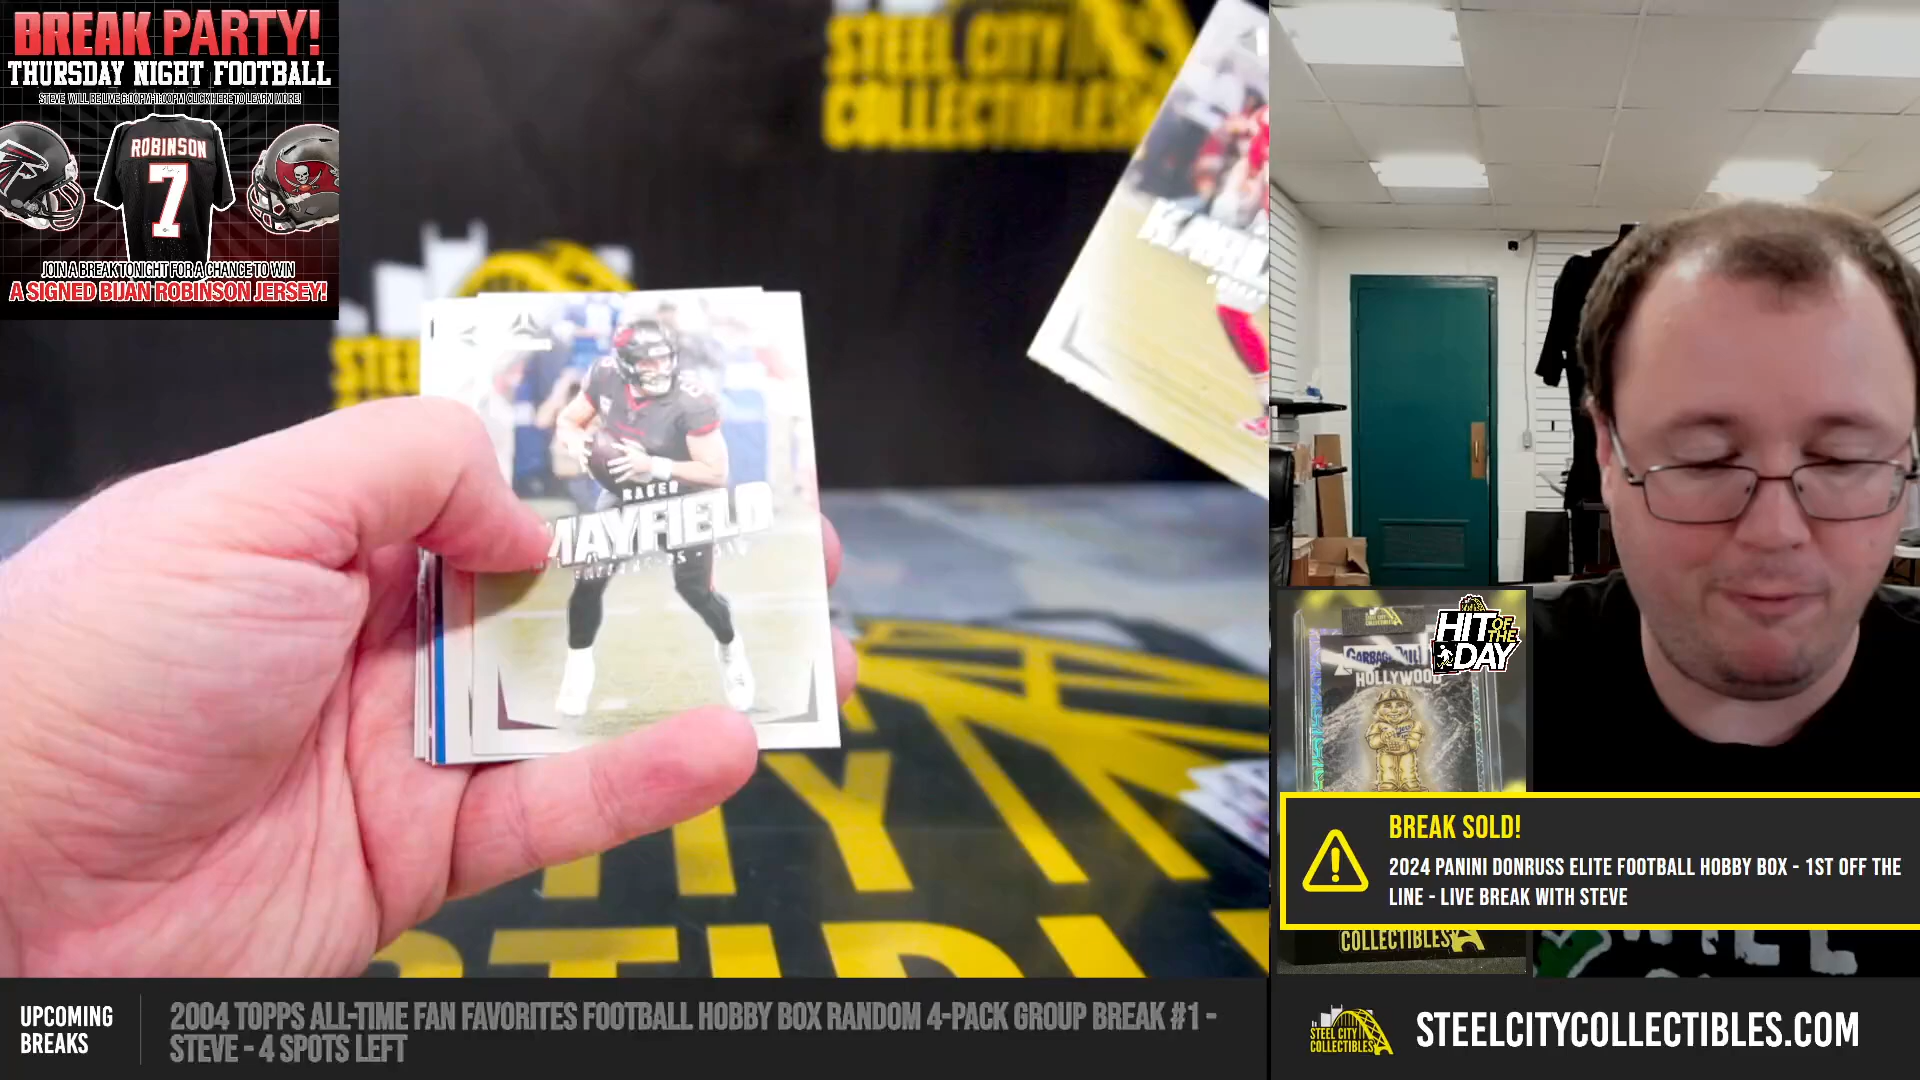 BREAK PARTY!
THURSDAY NIGHT FOOTBALL
STEVE WILL BE LIVE 6:00PM-11:00PM CLICK HERE TO LEARN MORE!
ROBINSON
7
JOIN A BREAK TONIGHT FOR A CHANCE TO WIN
A SIGNED BIJAN ROBINSON JERSEY!
STEEL CITY
COLLECTIBLES
STEEL
BAKER
MAYFIELD
HIT OF THE DAY
HOLLYWOOD
BREAK SOLD!
2024 PANINI DONRUSS ELITE FOOTBALL HOBBY BOX - 1ST OFF THE
LINE - LIVE BREAK WITH STEVE
COLLECTIBLES
UPCOMING
BREAKS
2004 TOPPS ALL-TIME FAN FAVORITES FOOTBALL HOBBY BOX RANDOM 4-PACK GROUP BREAK #1 -
STEVE - 4 SPOTS LEFT
STEEL CITY
COLLECTIBLES
STEELCITYCOLLECTIBLES.COM